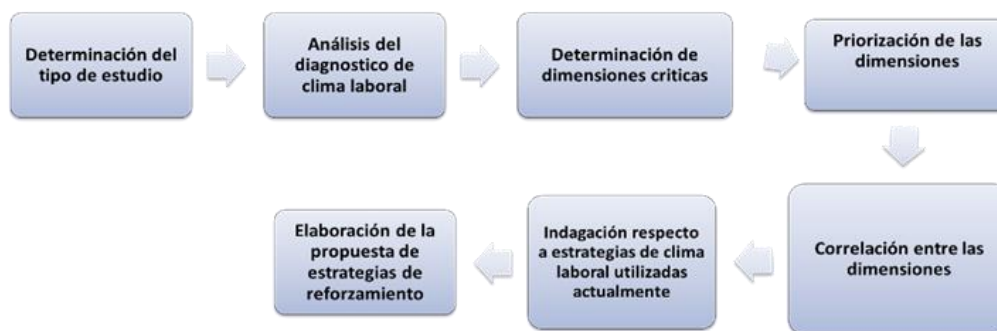 Determinación del
tipo de estudio
Análisis del
diagnostico de
clima laboral
Determinación de
dimensiones criticas
Priorización de las
dimensiones
Correlación entre las
dimensiones
Indagación respecto
a estrategias de clima
laboral utilizadas
actualmente
Elaboración de la
propuesta de
estrategias de
reforzamiento